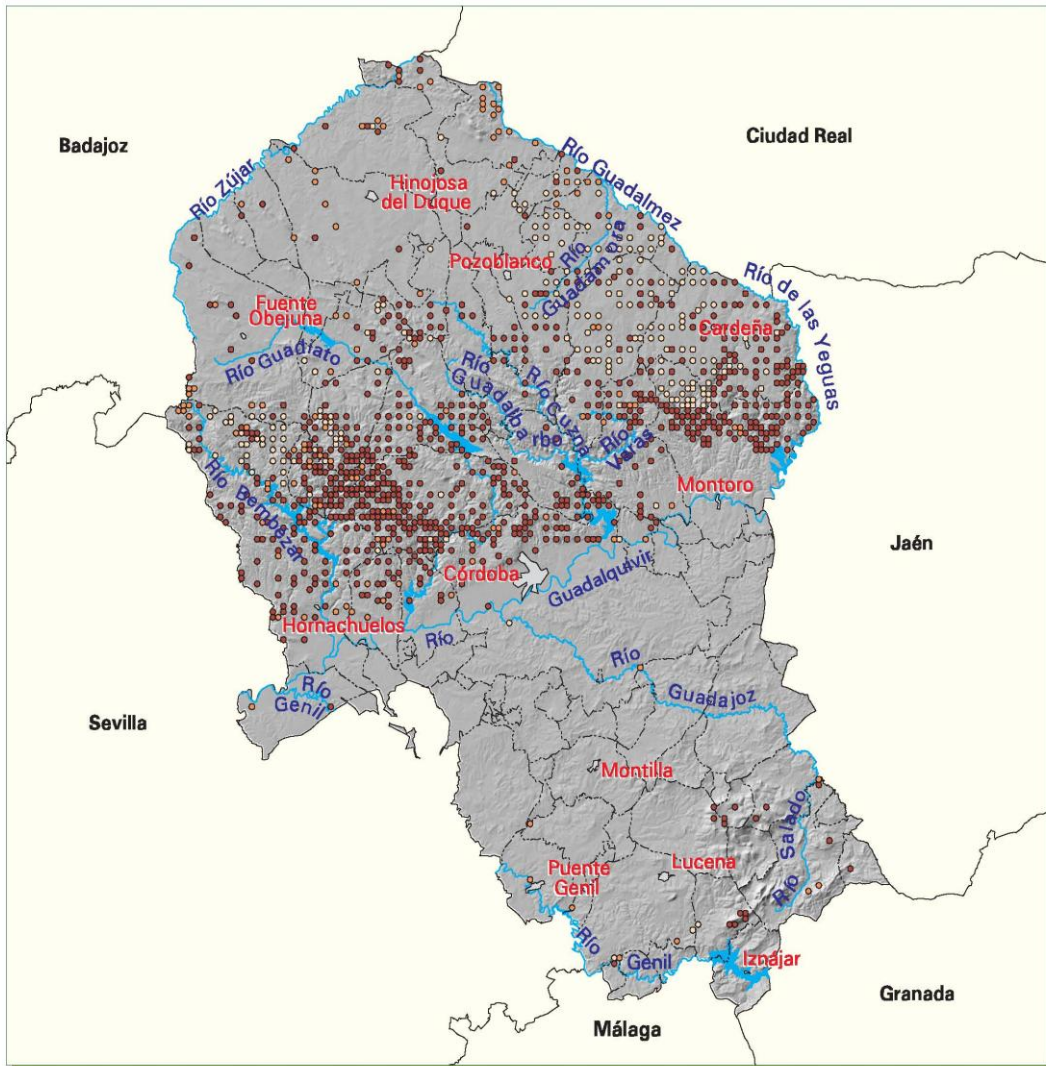 Badajoz
Ciudad Real
Río Zújar
Hinojosa
del Duque
Río Guadalmez
Pozoblanco
Río
Guadamora
Río de las Yeguas
Fuente
Obejuna
Cardeña
Río Guadiato
Río
Guadalbarbo
Río Cuzna
Río
Varas
Río Bembézar
Montoro
Jaén
Córdoba
Guadalquivir
Hornachuelos
Río
Río
Guadajoz
Río
Genil
Sevilla
Montilla
Río Salado
Lucena
Puente
Genil
Río
Genil
Iznájar
Granada
Málaga